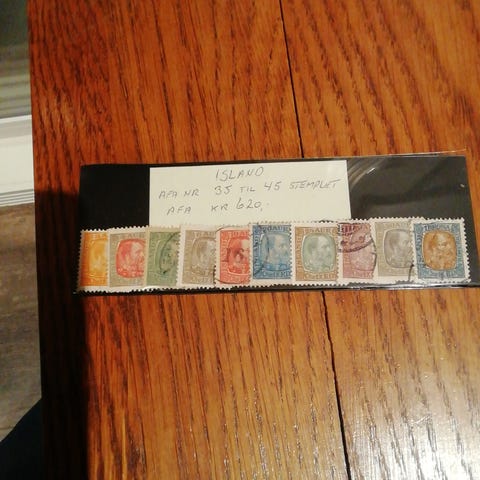 ISLAND
AFA NR 35 TIL 45 STEMPLET
AFA KR 620,-